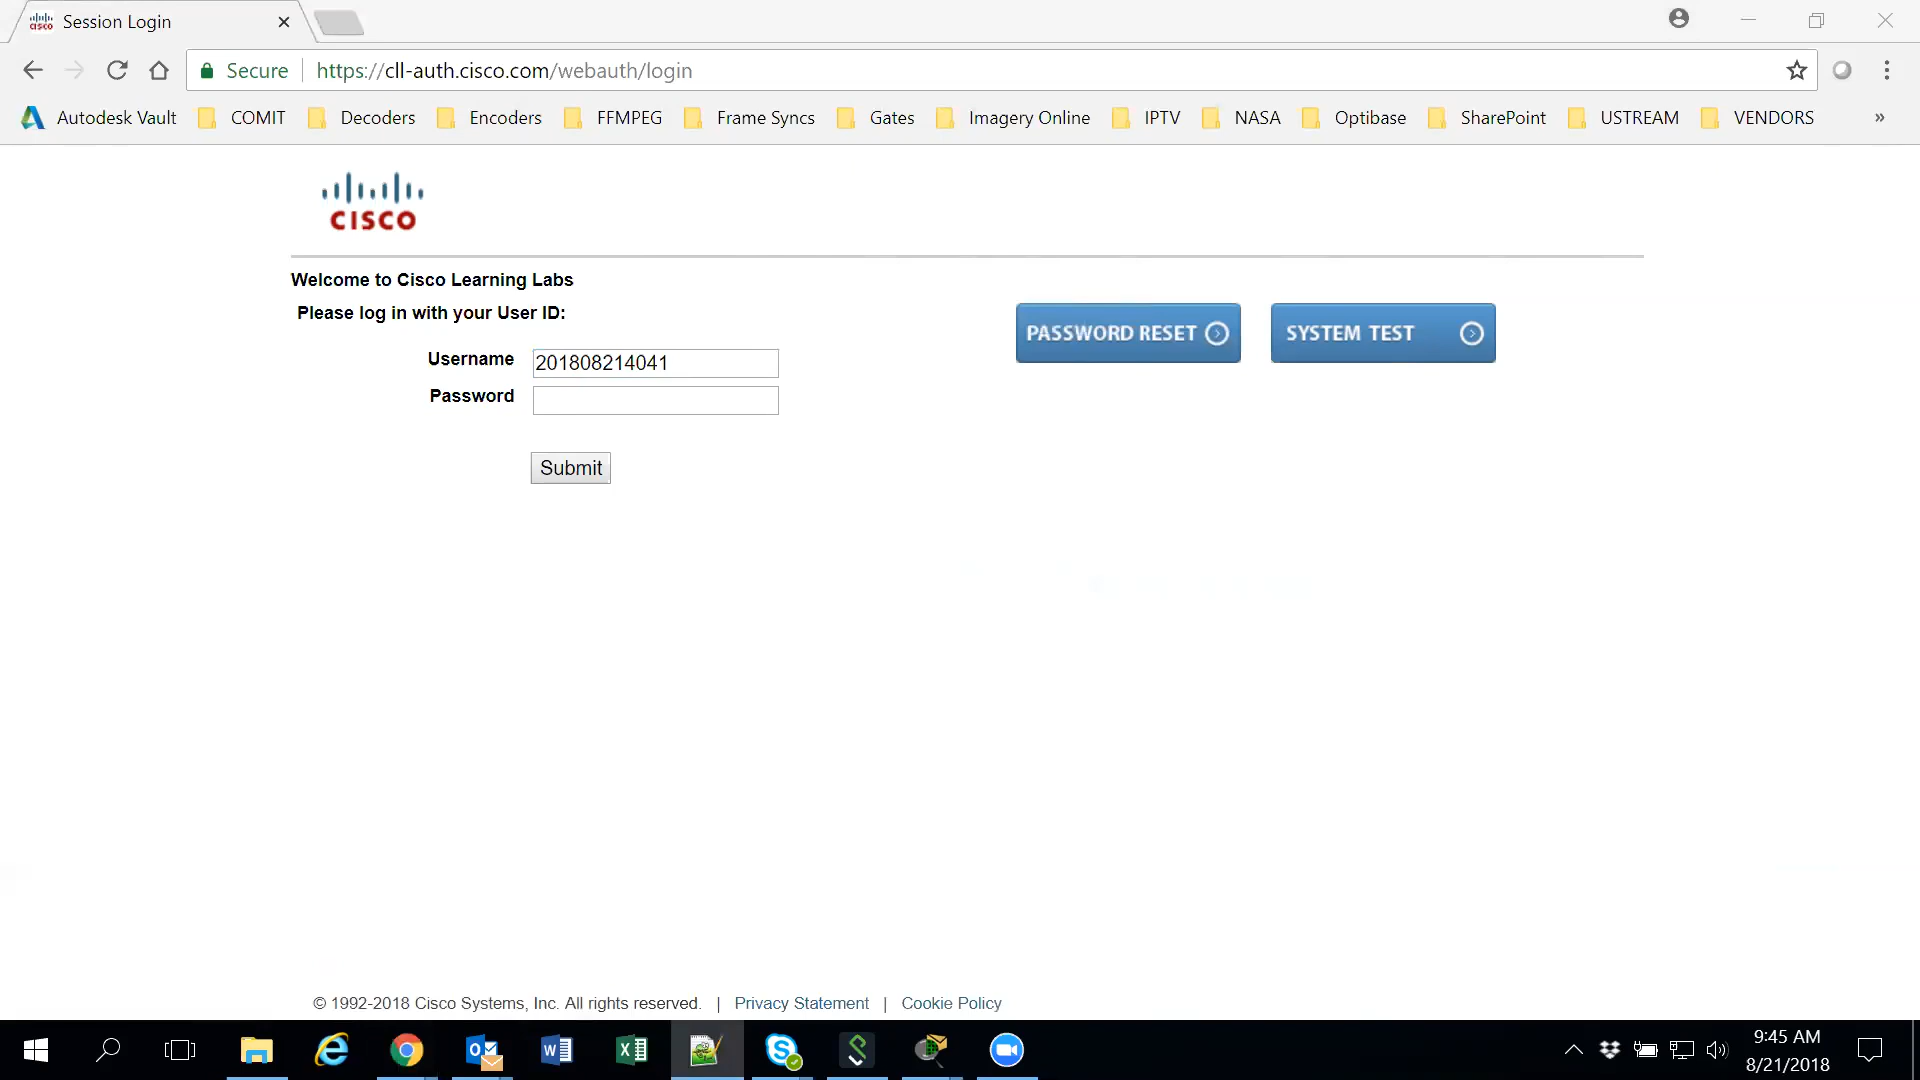 Session Login
Secure https://cll-auth.cisco.com/webauth/login
Autodesk Vault COMIT Decoders Encoders FFMPEG Frame Syncs Gates Imagery Online IPTV NASA Optibase SharePoint USTREAM VENDORS »
CISCO
Welcome to Cisco Learning Labs
Please log in with your User ID:
PASSWORD RESET SYSTEM TEST
Username 201808214041
Password
Submit
© 1992-2018 Cisco Systems, Inc. All rights reserved. | Privacy Statement | Cookie Policy
9:45 AM
8/21/2018